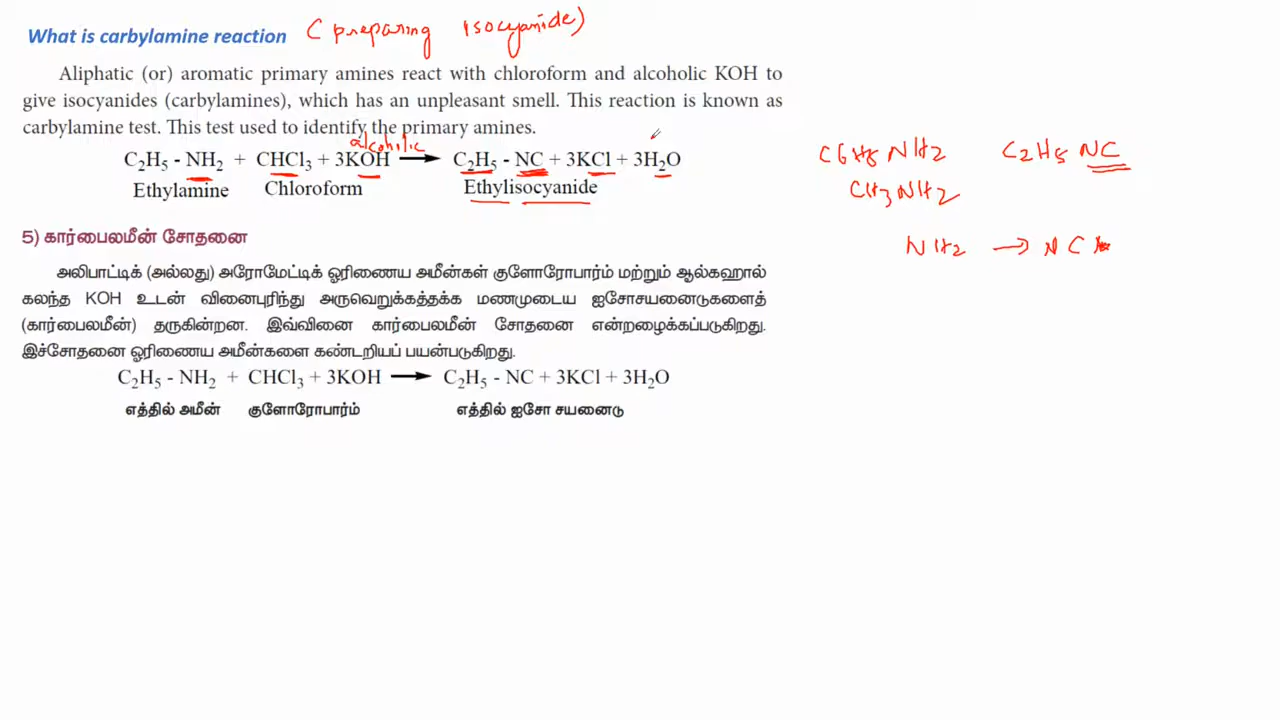 What is carbylamine reaction ( preparing isocyanide)
Aliphatic (or) aromatic primary amines react with chloroform and alcoholic KOH to
give isocyanides (carbylamines), which has an unpleasant smell. This reaction is known as
carbylamine test. This test used to identify the primary amines.
alcoholic
C₂H₅ - NH₂ + CHCl₃ + 3KOH ⟶ C₂H₅ - NC + 3KCl + 3H₂O
Ethylamine Chloroform Ethylisocyanide
C6H5 NH2 C2H5 NC
CH3NH2
NH2 → NC
5) கார்பைலமீன் சோதனை
அலிபாட்டிக் (அல்லது) அரோமேட்டிக் ஓரிணைய அமீன்கள் குளோரோபார்ம் மற்றும் ஆல்கஹால்
கலந்த KOH உடன் வினைபுரிந்து அருவெறுக்கத்தக்க மணமுடைய ஐசோசயனைடுகளைத்
(கார்பைலமீன்) தருகின்றன. இவ்வினை கார்பைலமீன் சோதனை என்றழைக்கப்படுகிறது.
இச்சோதனை ஓரிணைய அமீன்களை கண்டறியப் பயன்படுகிறது.
C₂H₅ - NH₂ + CHCl₃ + 3KOH ⟶ C₂H₅ - NC + 3KCl + 3H₂O
எத்தில் அமீன் குளோரோபார்ம் எத்தில் ஐசோ சயனைடு